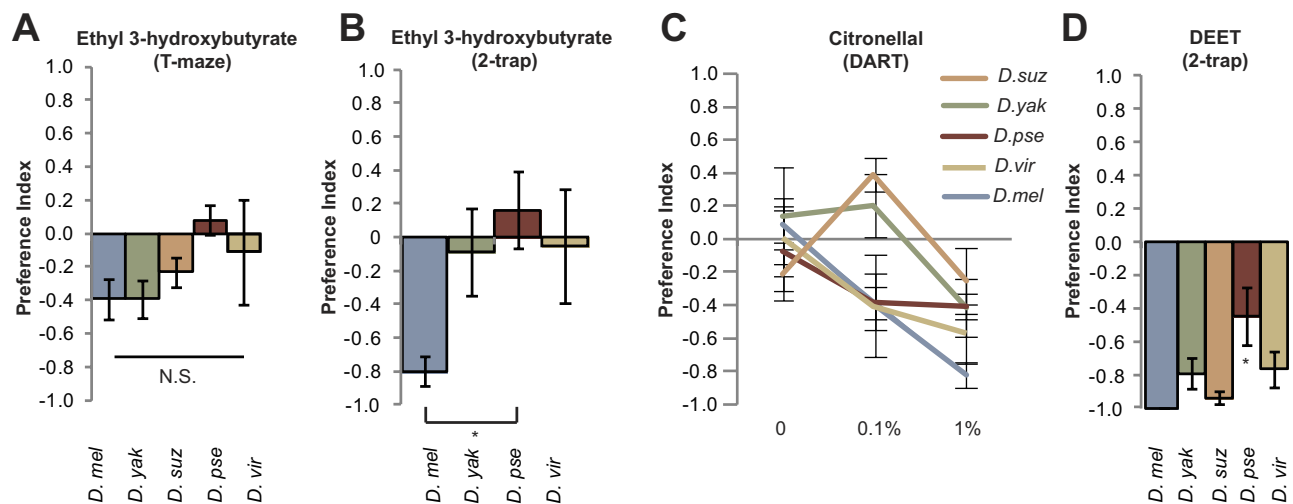 A
Ethyl 3-hydroxybutyrate
(T-maze)
Preference Index
1.0
0.8
0.6
0.4
0.2
0.0
-0.2
-0.4
-0.6
-0.8
-1.0
N.S.
D. mel
D. yak
D. suz
D. pse
D. vir
B
Ethyl 3-hydroxybutyrate
(2-trap)
Preference Index
1.0
0.8
0.6
0.4
0.2
0
-0.2
-0.4
-0.6
-0.8
-1.0
*
D. mel
D. yak
D. pse
D. vir
C
Citronellal
(DART)
Preference Index
1.0
0.8
0.6
0.4
0.2
0.0
-0.2
-0.4
-0.6
-0.8
-1.0
0
0.1%
1%
D.suz
D.yak
D.pse
D.vir
D.mel
D
DEET
(2-trap)
Preference Index
1.0
0.8
0.6
0.4
0.2
0.0
-0.2
-0.4
-0.6
-0.8
-1.0
*
D. mel
D. yak
D. suz
D. pse
D. vir